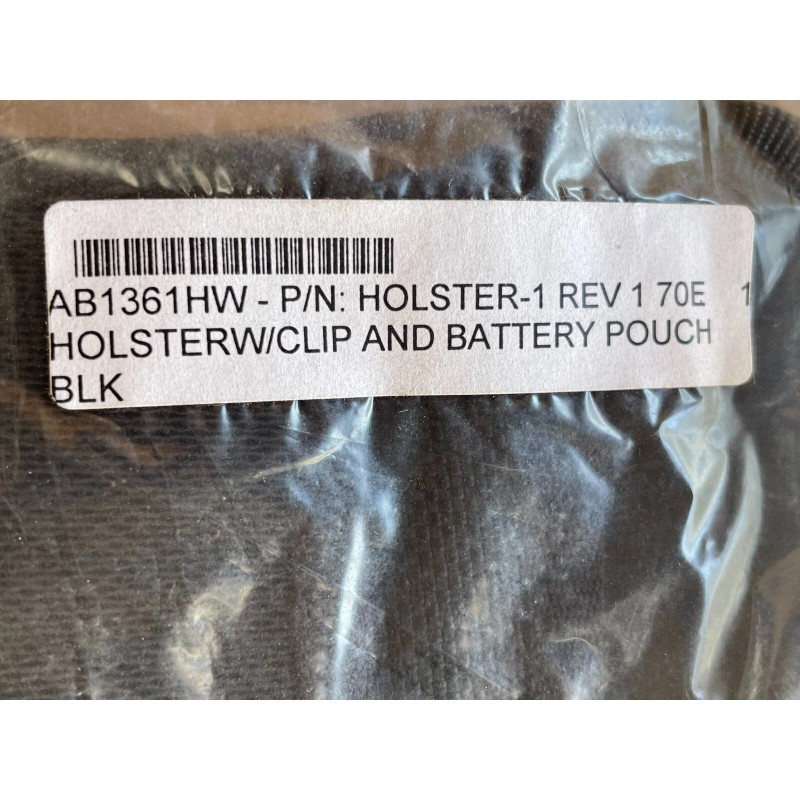 AB1361HW - P/N: HOLSTER-1 REV 1 70E 1
HOLSTERW/CLIP AND BATTERY POUCH
BLK